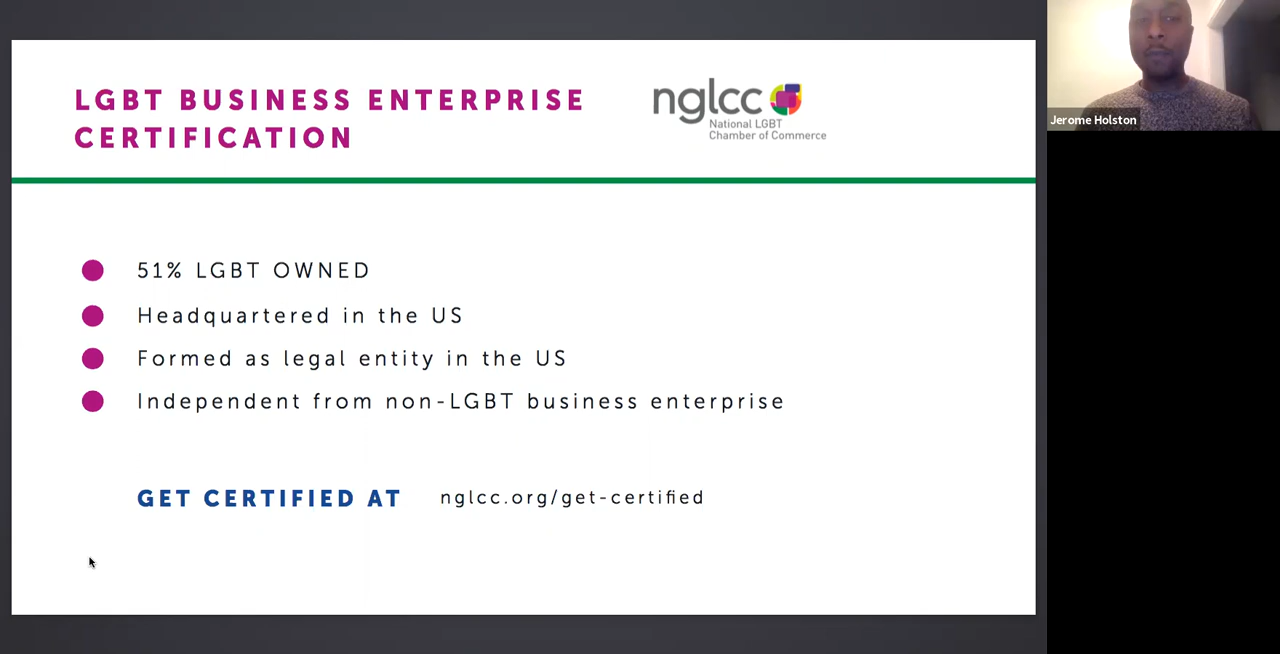 LGBT BUSINESS ENTERPRISE
CERTIFICATION
nglcc
National LGBT
Chamber of Commerce
51% LGBT OWNED
Headquartered in the US
Formed as legal entity in the US
Independent from non-LGBT business enterprise
GET CERTIFIED AT nglcc.org/get-certified
Jerome Holston